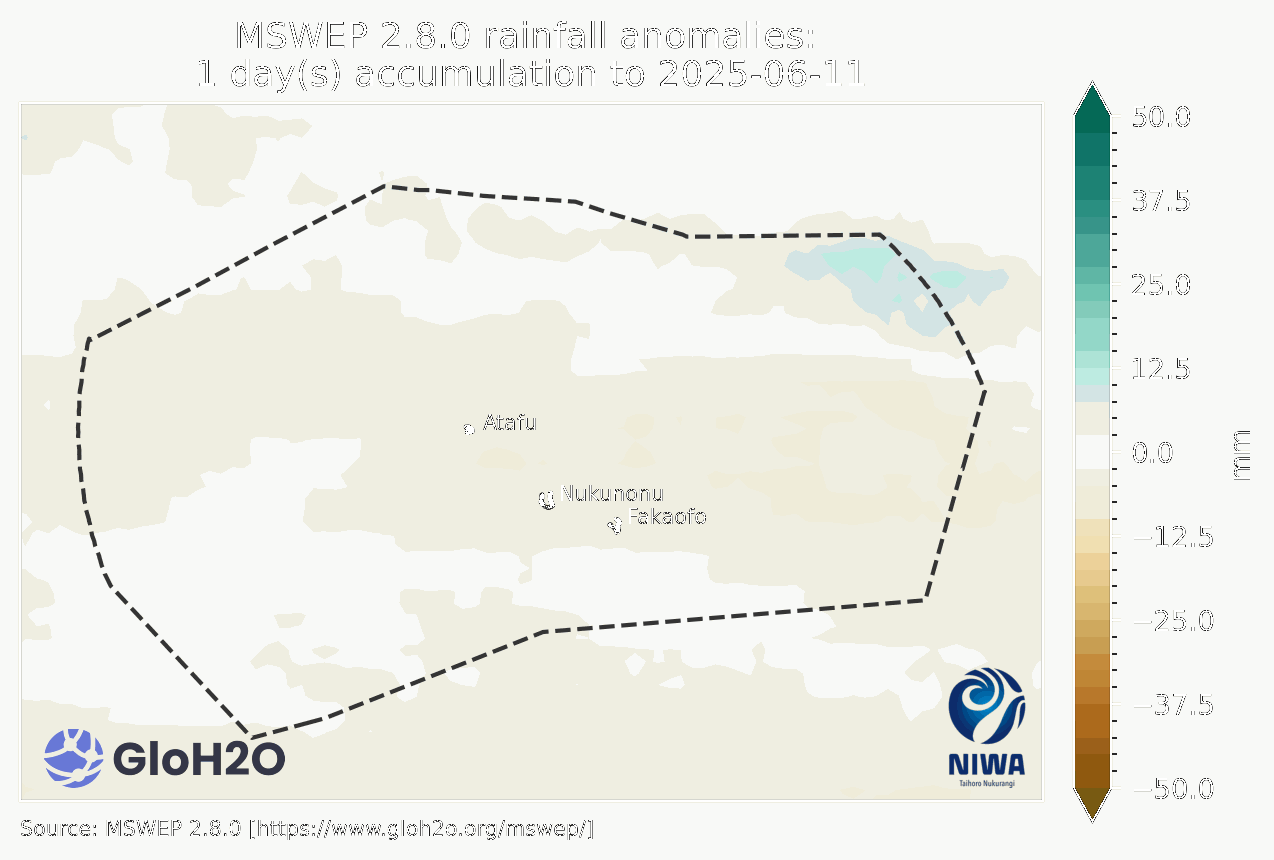 MSWEP 2.8.0 rainfall anomalies:
1 day(s) accumulation to 2025-06-11
50.0
37.5
25.0
12.5
0.0
−12.5
−25.0
−37.5
−50.0
mm
Atafu
Nukunonu
Fakaofo
GloH2O
NIWA
Taihoro Nukurangi
Source: MSWEP 2.8.0 [https://www.gloh2o.org/mswep/]